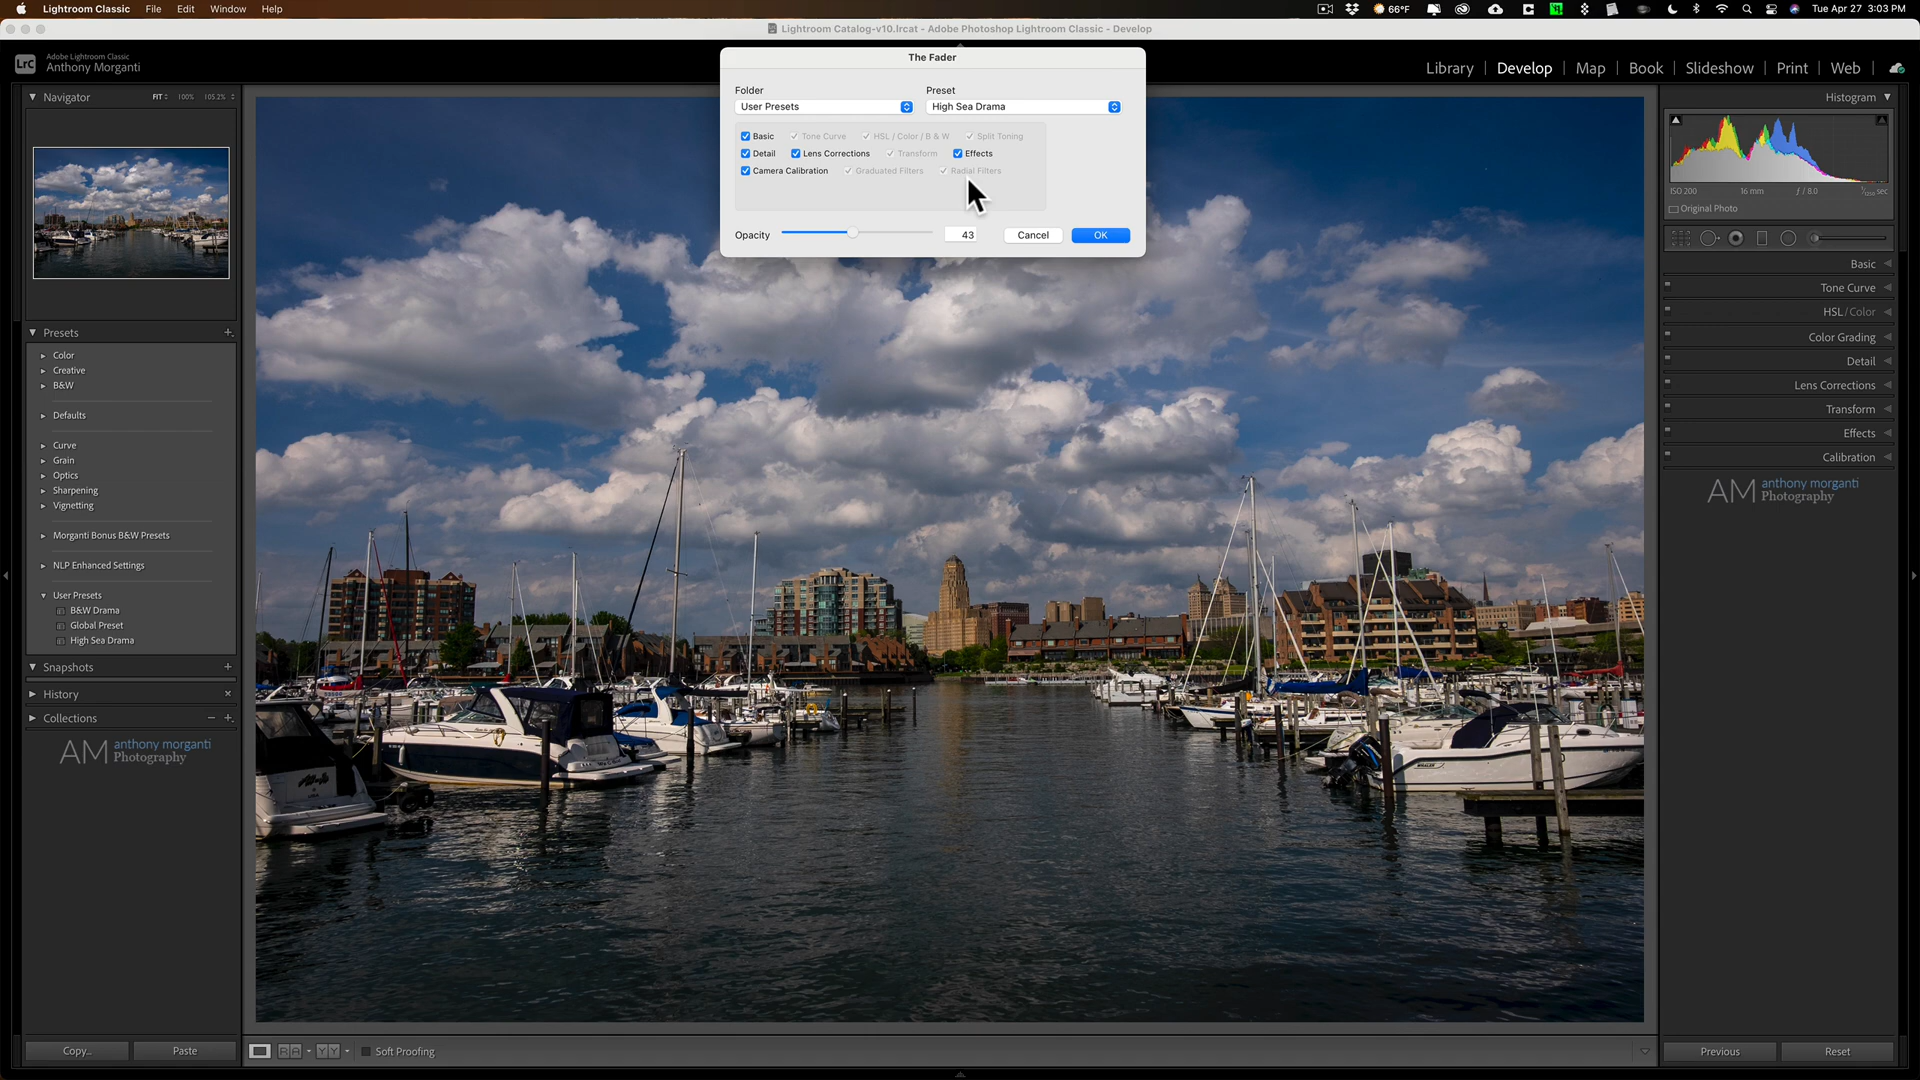 Lightroom Classic File Edit Window Help
66°F Tue Apr 27 3:03 PM
Lightroom Catalog-v10.lrcat - Adobe Photoshop Lightroom Classic - Develop
LrC
Adobe Lightroom Classic
Anthony Morganti
Library | Develop | Map | Book | Slideshow | Print | Web
The Fader
Folder Preset
User Presets High Sea Drama
Basic Tone Curve HSL / Color / B & W Split Toning
Detail Lens Corrections Transform Effects
Camera Calibration Graduated Filters Radial Filters
Opacity 43 Cancel OK
Navigator FIT 100% 105.2%
Presets
Color
Creative
B&W
Defaults
Curve
Grain
Optics
Sharpening
Vignetting
Morganti Bonus B&W Presets
NLP Enhanced Settings
User Presets
B&W Drama
Global Preset
High Sea Drama
Snapshots
History
Collections
AM anthony morganti
Photography
Copy... Paste
Soft Proofing
Histogram
ISO 200 16 mm ƒ / 8.0 sec
Original Photo
Basic
Tone Curve
HSL / Color
Color Grading
Detail
Lens Corrections
Transform
Effects
Calibration
AM anthony morganti
Photography
Previous Reset